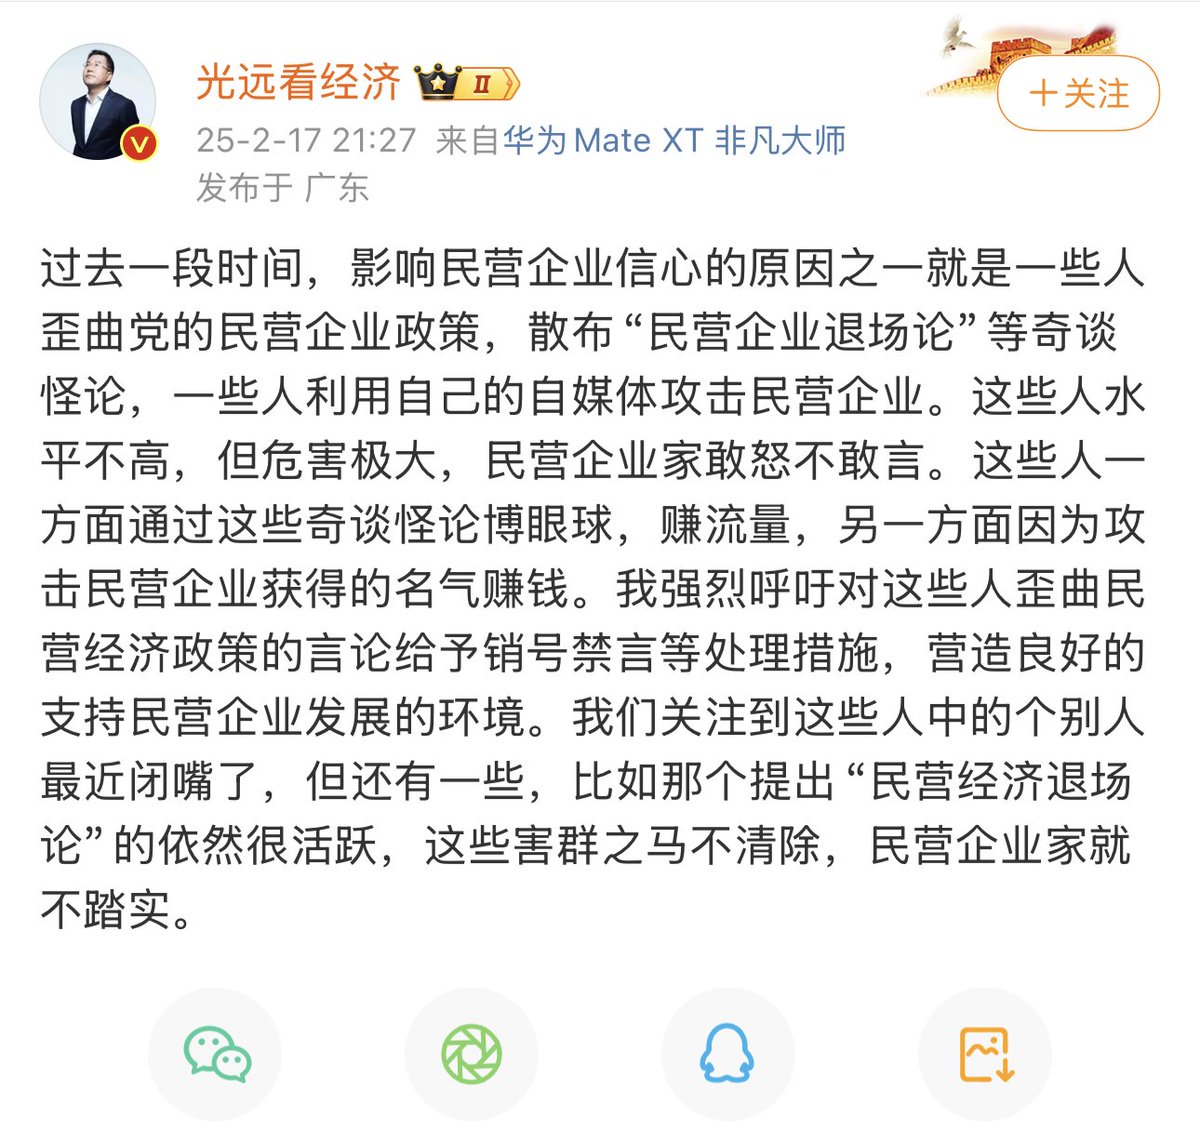 光远看经济
II
+关注
25-2-17 21:27 来自华为Mate XT 非凡大师
发布于 广东
过去一段时间，影响民营企业信心的原因之一就是一些人
歪曲党的民营企业政策，散布“民营企业退场论”等奇谈
怪论，一些人利用自己的自媒体攻击民营企业。这些人水
平不高，但危害极大，民营企业家敢怒不敢言。这些人一
方面通过这些奇谈怪论博眼球，赚流量，另一方面因为攻
击民营企业获得的名气赚钱。我强烈呼吁对这些人歪曲民
营经济政策的言论给予销号禁言等处理措施，营造良好的
支持民营企业发展的环境。我们关注到这些人中的个别人
最近闭嘴了，但还有一些，比如那个提出“民营经济退场
论”的依然很活跃，这些害群之马不清除，民营企业家就
不踏实。